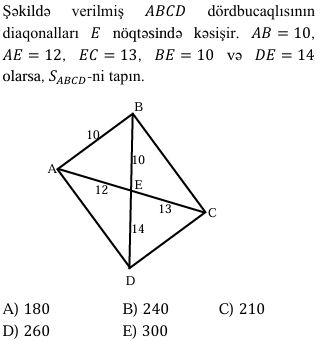 Şəkildə verilmiş ABCD dördbucaqlısının
diaqonalları E nöqtəsində kəsişir. AB = 10,
AE = 12, EC = 13, BE = 10 və DE = 14
olarsa, S_ABCD-ni tapın.
B
10
A
10
E
12
13
C
14
D
A) 180 B) 240 C) 210
D) 260 E) 300